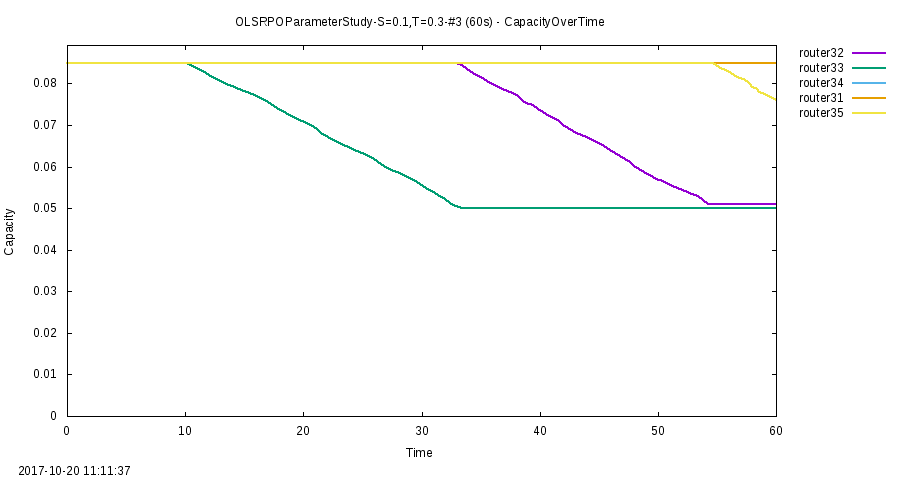 OLSRPOParameterStudy-S=0.1,T=0.3-#3 (60s) - CapacityOverTime
router32
router33
router34
router31
router35
0.08
0.07
0.06
0.05
0.04
0.03
0.02
0.01
0
Capacity
0 10 20 30 40 50 60
Time
2017-10-20 11:11:37